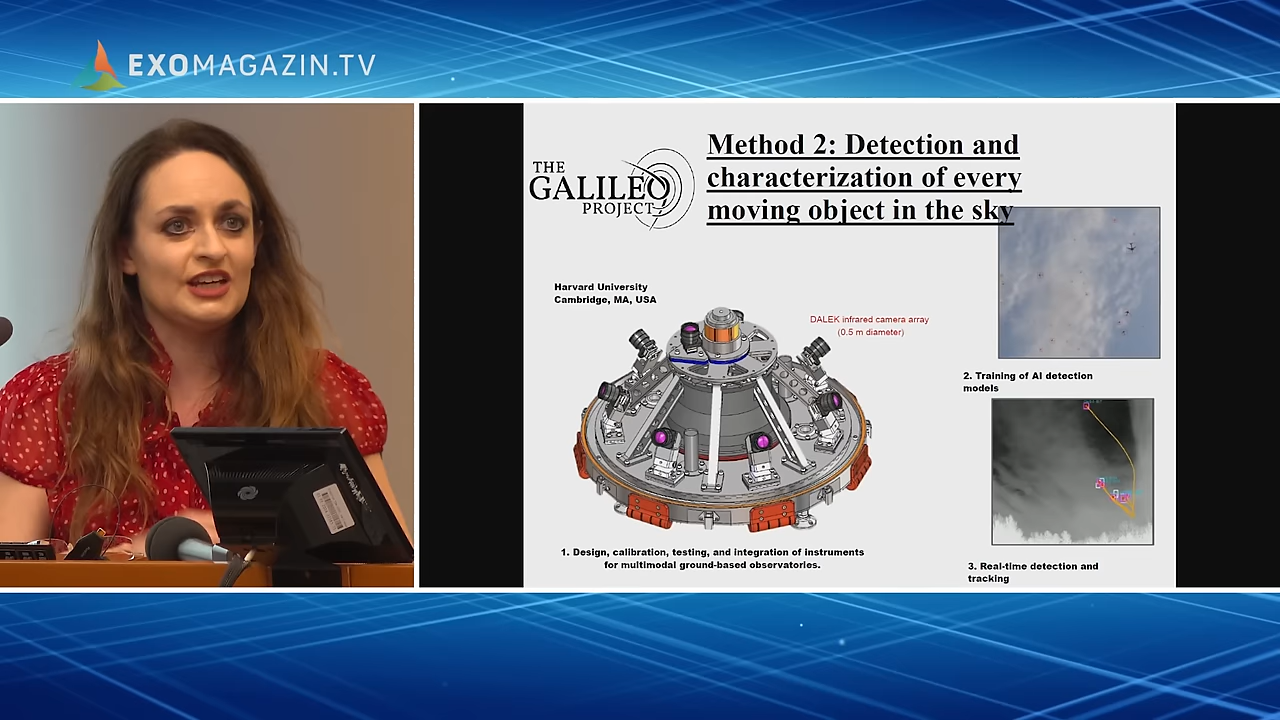 EXOMAGAZIN.TV
THE
GALILEO
PROJECT
Method 2: Detection and
characterization of every
moving object in the sky
Harvard University
Cambridge, MA, USA
DALEK infrared camera array
(0.5 m diameter)
2. Training of AI detection
models
1. Design, calibration, testing, and integration of instruments
for multimodal ground-based observatories.
3. Real-time detection and
tracking